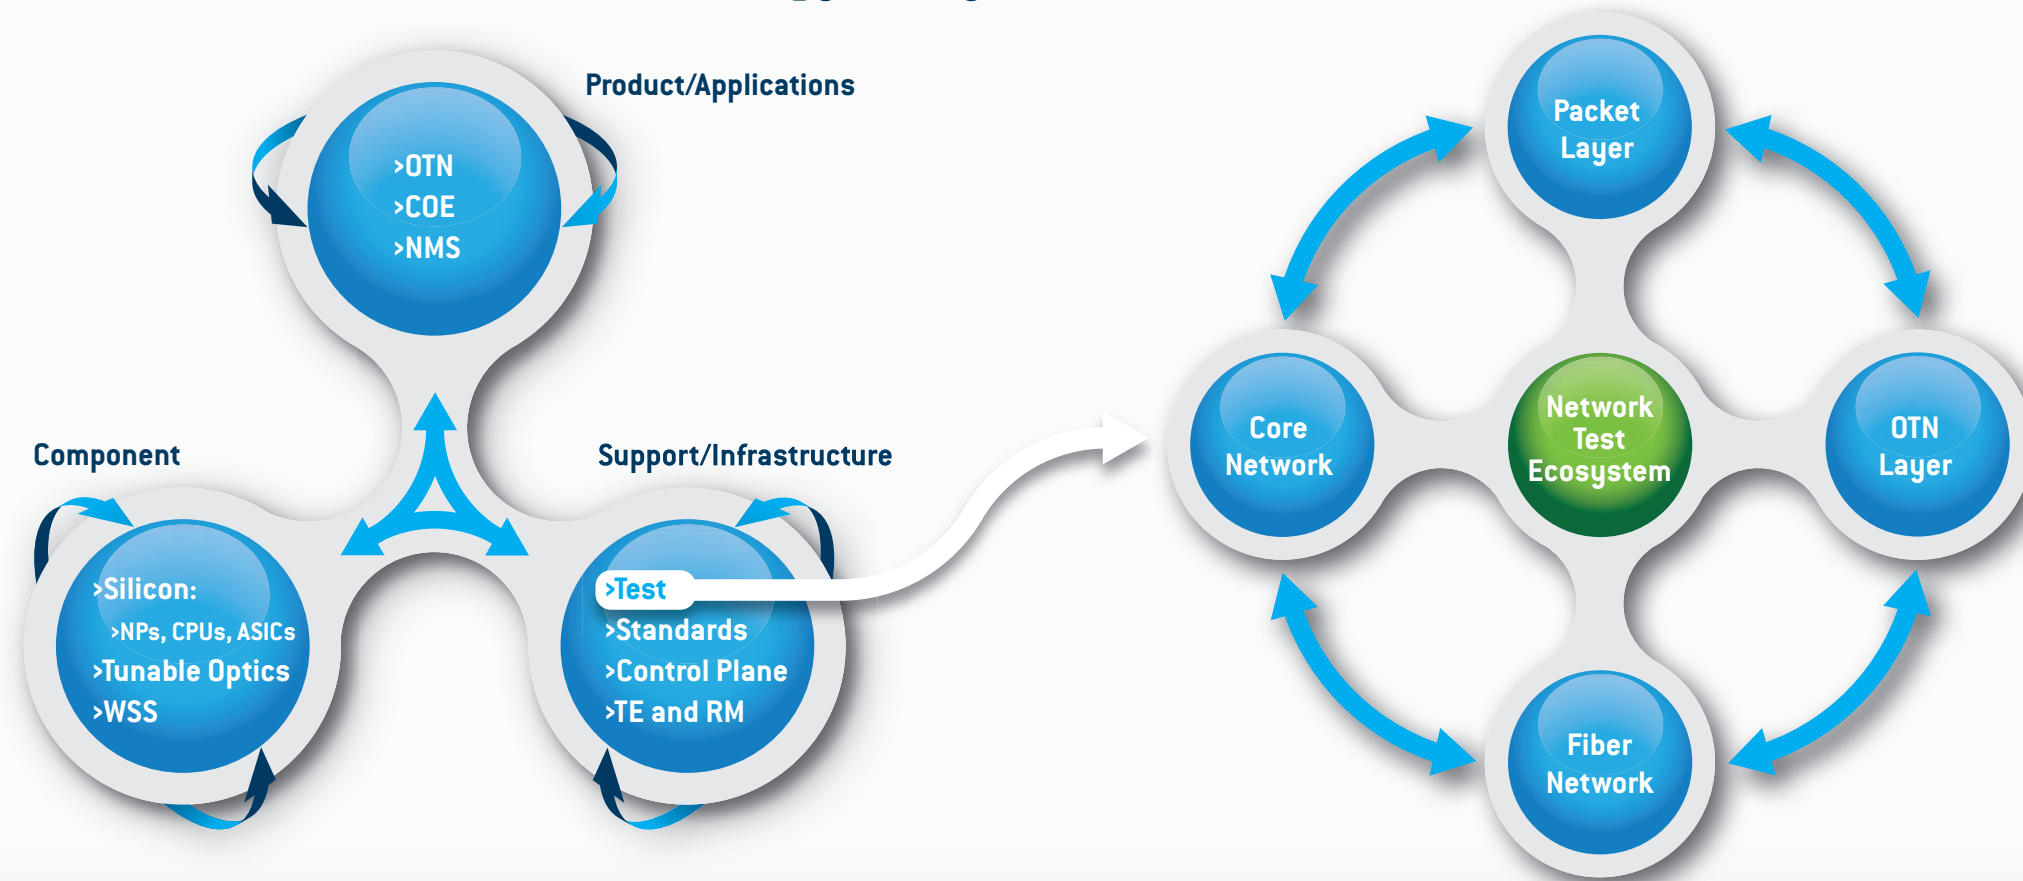 Product/Applications
>OTN
>COE
>NMS
Component
>Silicon:
>NPs, CPUs, ASICs
>Tunable Optics
>WSS
Support/Infrastructure
>Test
>Standards
>Control Plane
>TE and RM
Packet
Layer
Core
Network
Network
Test
Ecosystem
OTN
Layer
Fiber
Network